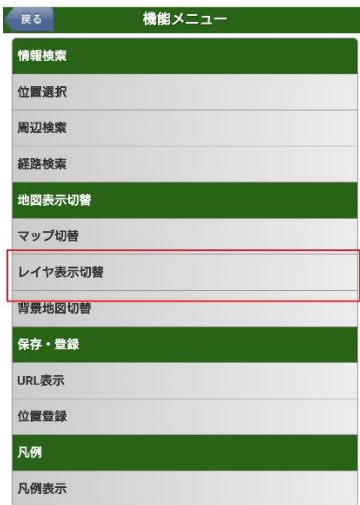 戻る
機能メニュー
情報検索
位置選択
周辺検索
経路検索
地図表示切替
マップ切替
レイヤ表示切替
背景地図切替
保存・登録
URL表示
位置登録
凡例
凡例表示